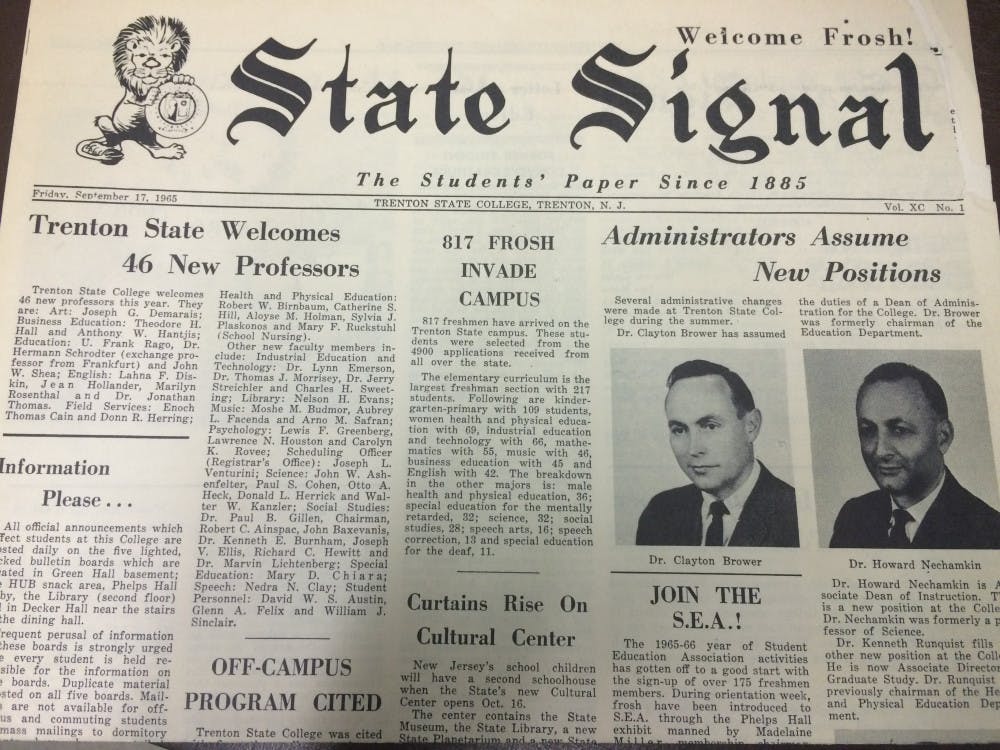 Welcome Frosh!
State Signal
The Students' Paper Since 1885
Friday, September 17, 1965
TRENTON STATE COLLEGE, TRENTON, N. J.
Vol. XC No. 1
Trenton State Welcomes
46 New Professors
Trenton State College welcomes
46 new professors this year. They
are: Art: Joseph G. Demarais;
Business Education: Theodore H.
Hall and Anthony W. Hantjis;
Education: U. Frank Rago, Dr.
Hermann Schrodter (exchange pro-
fessor from Frankfurt) and John
W. Shea; English: Lahna F. Dis-
kin, Jean Hollander, Marilyn
Rosenthal and Dr. Jonathan
Thomas. Field Services: Enoch
Thomas Cain and Donn R. Herring;
Health and Physical Education:
Robert W. Birnbaum, Catherine S.
Hill, Aloyse M. Holman, Sylvia J.
Plaskonos and Mary F. Ruckstuhl
(School Nursing).
Other new faculty members in-
clude: Industrial Education and
Technology: Dr. Lynn Emerson,
Dr. Thomas J. Morrisey, Dr. Jerry
Streichler and Charles H. Sweet-
ing; Library: Nelson H. Evans;
Music: Moshe M. Budmor, Aubrey
L. Facenda and Arno M. Safran;
Psychology: Lewis F. Greenberg,
Lawrence N. Houston and Carolyn
K. Rovee; Scheduling Officer
(Registrar's Office): Joseph L.
Venturini; Science: John W. Ash-
enfelter, Paul S. Cohen, Otto A.
Heck, Donald L. Herrick and Wal-
ter W. Kanzler; Social Studies:
Dr. Paul B. Gillen, Chairman,
Robert C. Ainspac, John Baxevanis,
Dr. Kenneth E. Burnham, Joseph
V. Ellis, Richard C. Hewitt and
Dr. Marvin Lichtenberg; Special
Education: Mary D. Chiara;
Speech: Nedra N. Clay; Student
Personnel: David W. S. Austin,
Glenn A. Felix and William J.
Sinclair.
Information
Please...
All official announcements which
ffect students at this College are
osted daily on the five lighted,
cked bulletin boards which are
ated in Green Hall basement;
e HUB snack area, Phelps Hall
by, the Library (second floor)
l in Decker Hall near the stairs
the dining hall.
requent perusal of information
these boards is strongly urged
e every student is held re-
sible for the information on
e boards. Duplicate material
osted on all five boards. Mail-
s are not available for off-
us and commuting students
mass mailings to dormitory
OFF-CAMPUS
PROGRAM CITED
Trenton State College was cited
817 FROSH
INVADE
CAMPUS
817 freshmen have arrived on the
Trenton State campus. These stu-
dents were selected from the
4900 applications received from
all over the state.
The elementary curriculum is the
largest freshman section with 217
students. Following are kinder-
garten-primary with 109 students,
women health and physical educa-
tion with 69, industrial education
and technology with 66, mathe-
matics with 55, music with 46,
business education with 45 and
English with 42. The breakdown
in the other majors is: male
health and physical education, 36;
special education for the mentally
retarded, 32; science, 32; social
studies, 28; speech arts, 16; speech
correction, 13 and special education
for the deaf, 11.
Curtains Rise On
Cultural Center
New Jersey's school children
will have a second schoolhouse
when the State's new Cultural
Center opens Oct. 16.
The center contains the State
Museum, the State Library, a new
State Planetarium and a new State
Administrators Assume
New Positions
Several administrative changes
were made at Trenton State Col-
lege during the summer.
Dr. Clayton Brower has assumed
the duties of a Dean of Adminis-
tration for the College. Dr. Brower
was formerly chairman of the
Education Department.
Dr. Clayton Brower
Dr. Howard Nechamkin
JOIN THE
S.E.A.!
The 1965-66 year of Student
Education Association activities
has gotten off to a good start with
the sign-up of over 175 freshmen
members. During orientation week,
frosh have been introduced to
S.E.A. through the Phelps Hall
exhibit manned by Madelaine
Miller, membership chairman
Dr. Howard Nechamkin is A
sociate Dean of Instruction. T
is a new position at the Colle
Dr. Nechamkin was formerly a p
fessor of Science.
Dr. Kenneth Runquist fills
other new position at the Coll
He is now Associate Director
Graduate Study. Dr. Runquist
previously chairman of the He
and Physical Education Dep
ment.